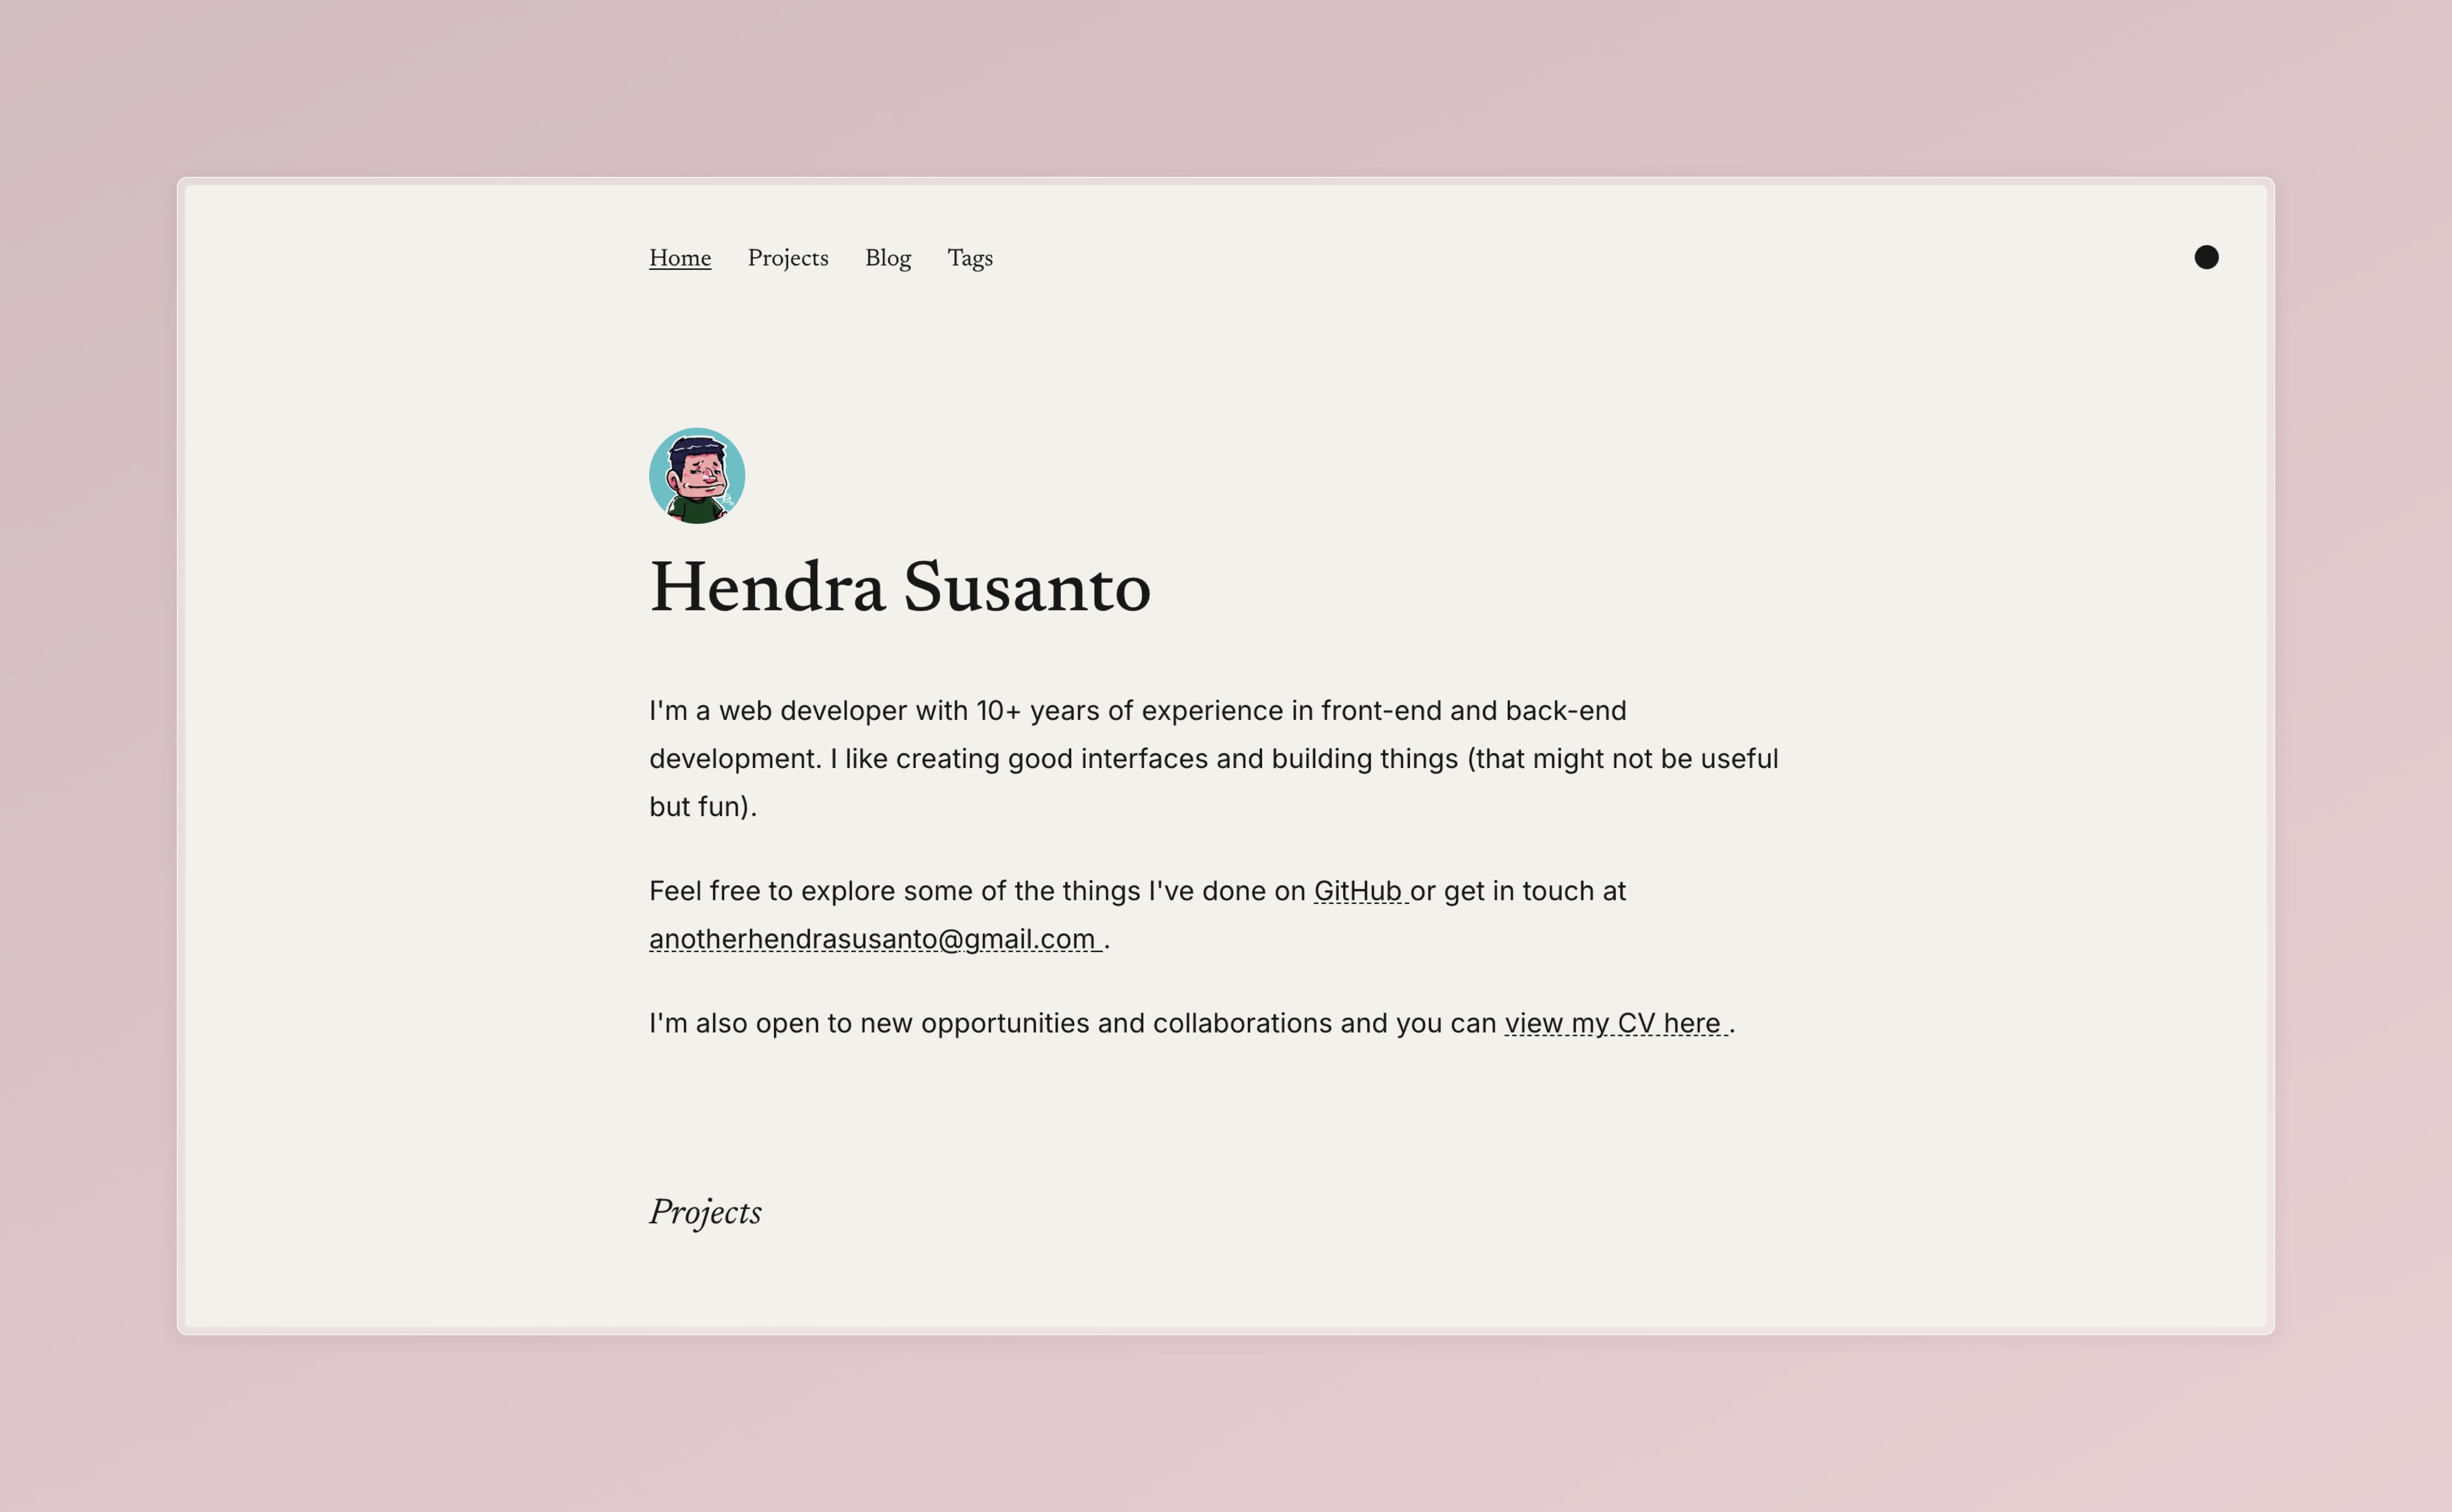 Home Projects Blog Tags
Hendra Susanto
I'm a web developer with 10+ years of experience in front-end and back-end
development. I like creating good interfaces and building things (that might not be useful
but fun).
Feel free to explore some of the things I've done on GitHub or get in touch at
anotherhendrasusanto@gmail.com .
I'm also open to new opportunities and collaborations and you can view my CV here .
Projects